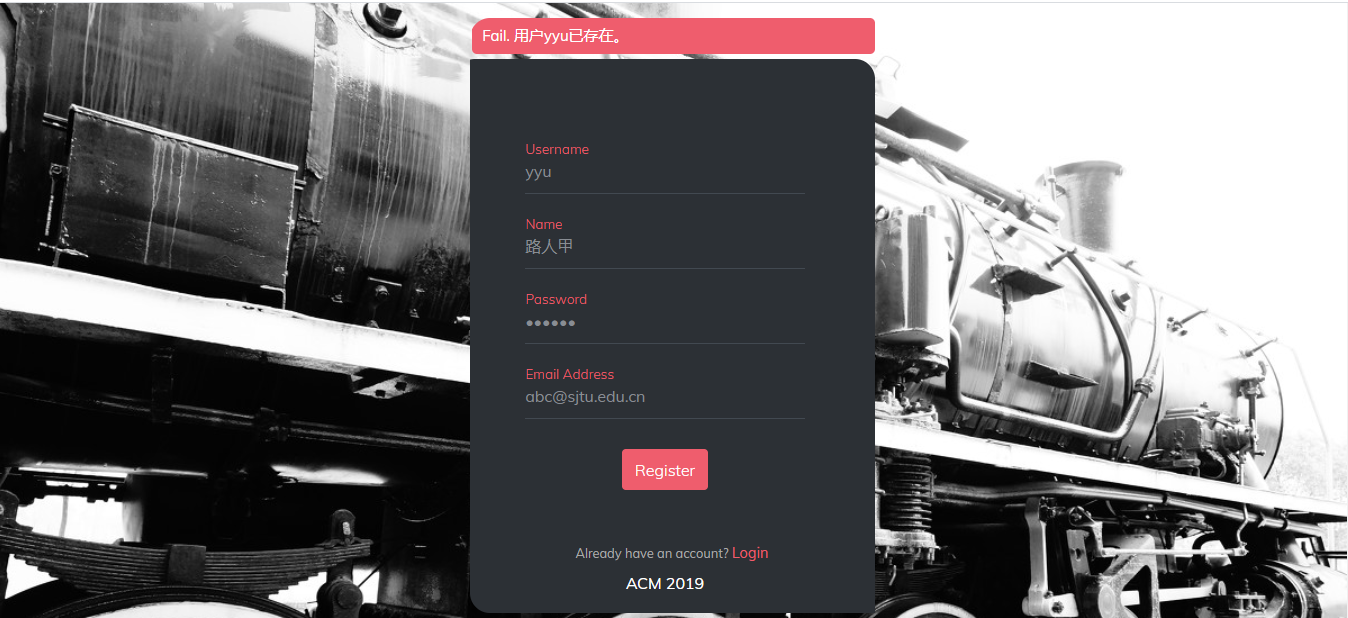 Fail. 用户yyu已存在。
Username
yyu
Name
路人甲
Password
••••••
Email Address
abc@sjtu.edu.cn
Register
Already have an account? Login
ACM 2019